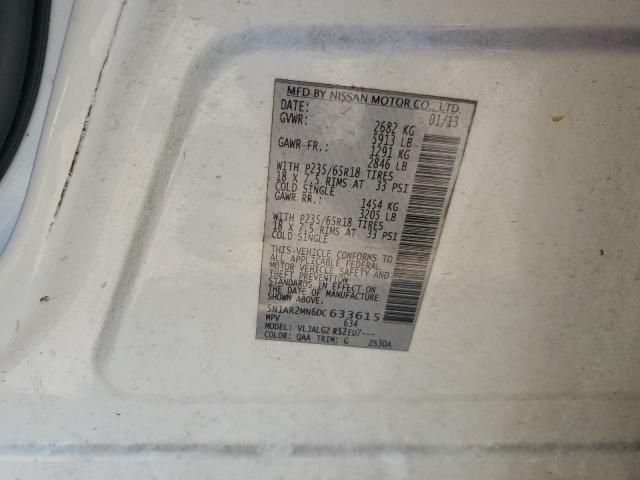 MFD BY NISSAN MOTOR CO., LTD
DATE: 01/13
GVWR: 2682 KG
5913 LB
GAWR FR.: 1291 KG
2846 LB
WITH P235/65R18 TIRES
18 X 7.5 RIMS AT 33 PSI
COLD SINGLE
GAWR RR.: 1454 KG
3205 LB
WITH P235/65R18 TIRES
18 X 7.5 RIMS AT 33 PSI
COLD SINGLE
THIS VEHICLE CONFORMS TO
ALL APPLICABLE FEDERAL
MOTOR VEHICLE SAFETY AND
THEFT PREVENTION
STANDARDS IN EFFECT ON
THE DATE OF MANUFACTURE
SHOWN ABOVE.
5N1AR2MN6DC633615
MPV 634
MODEL: VLJALGZ R52EU7---
COLOR: QAA TRIM: G 2530A